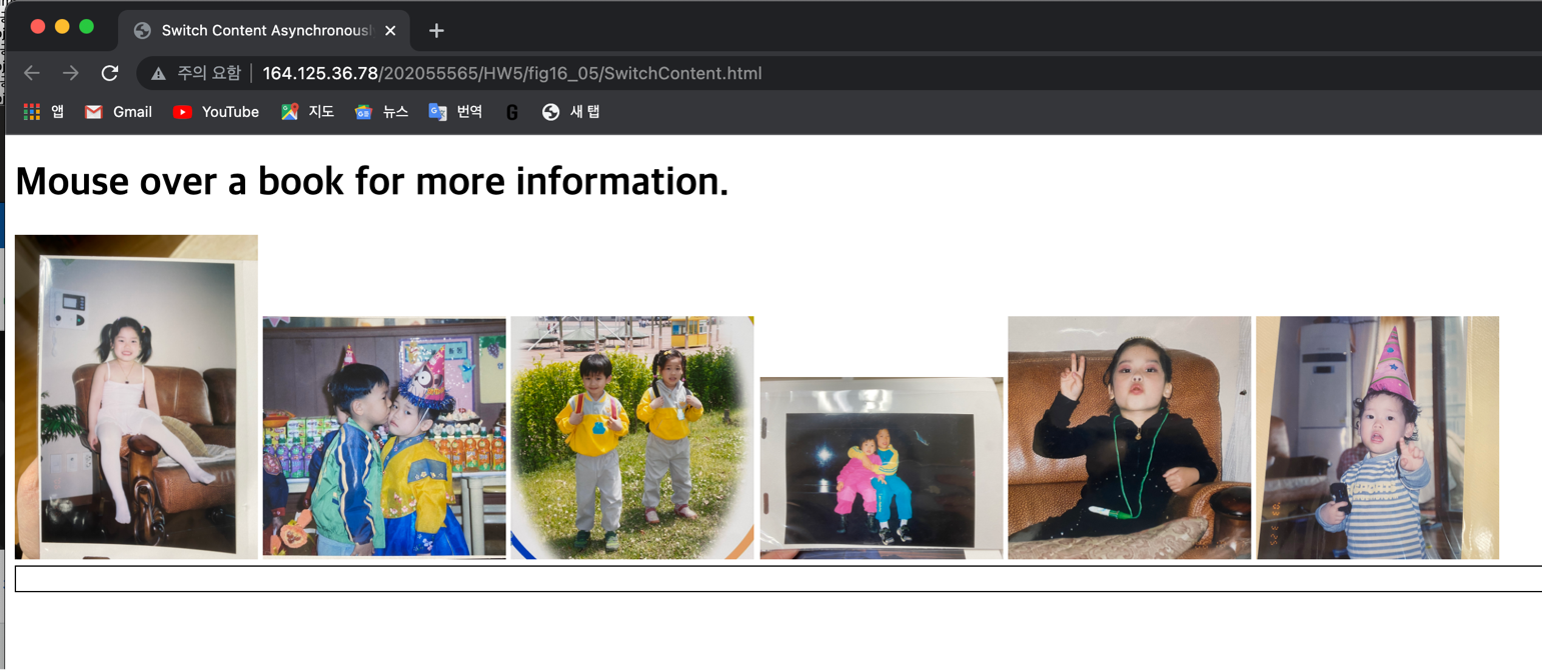 Switch Content Asynchronously
주의 요함 | 164.125.36.78/202055565/HW5/fig16_05/SwitchContent.html
앱 Gmail YouTube 지도 뉴스 번역 G 새 탭
Mouse over a book for more information.